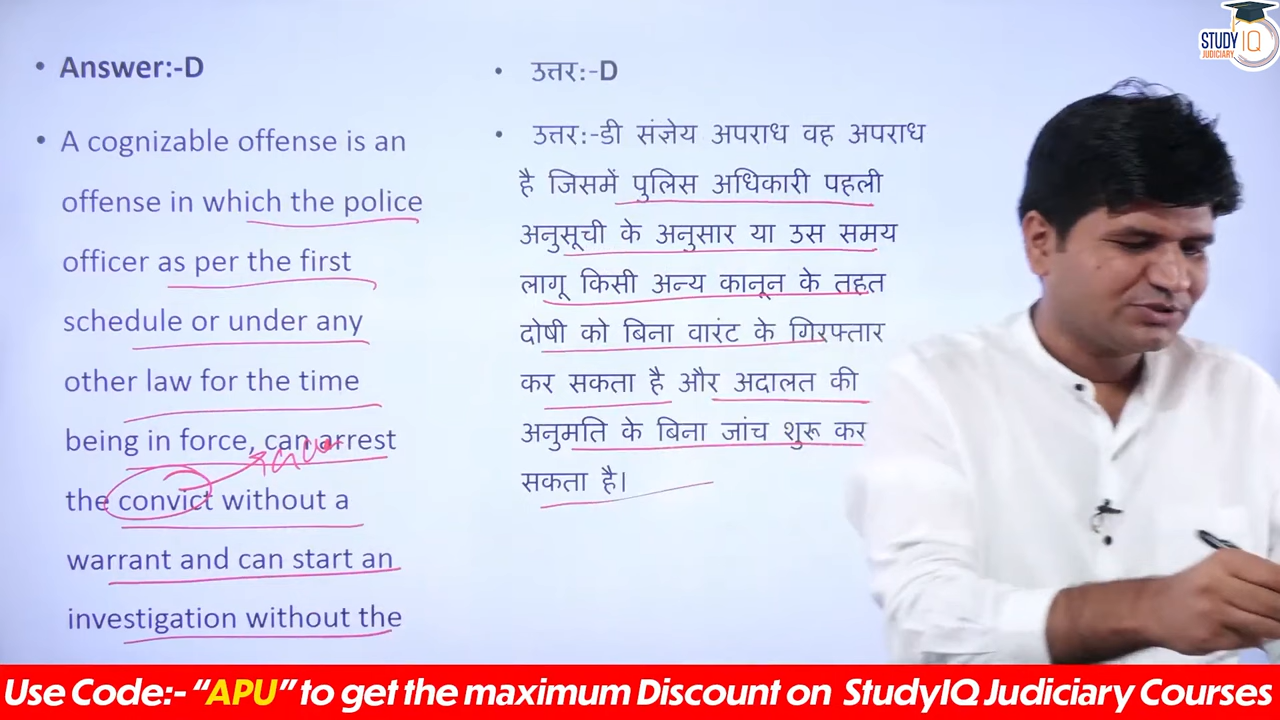 STUDY IQ
JUDICIARY
• Answer:-D
• A cognizable offense is an
offense in which the police
officer as per the first
schedule or under any
other law for the time
being in force, can arrest
the convict without a
warrant and can start an
investigation without the
• उत्तर:-D
• उत्तर:-डी संज्ञेय अपराध वह अपराध
है जिसमें पुलिस अधिकारी पहली
अनुसूची के अनुसार या उस समय
लागू किसी अन्य कानून के तहत
दोषी को बिना वारंट के गिरफ्तार
कर सकता है और अदालत की
अनुमति के बिना जांच शुरू कर
सकता है।
Use Code:- “APU” to get the maximum Discount on StudyIQ Judiciary Courses